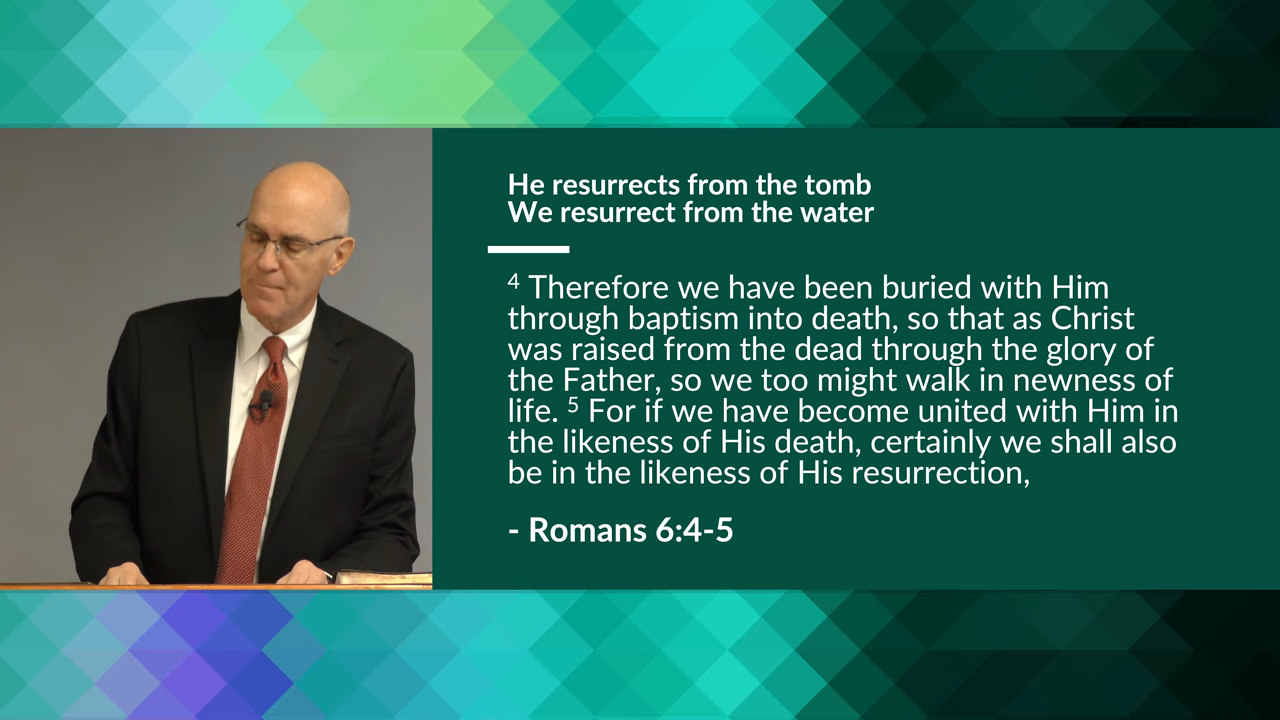 He resurrects from the tomb
We resurrect from the water
4 Therefore we have been buried with Him
through baptism into death, so that as Christ
was raised from the dead through the glory of
the Father, so we too might walk in newness of
life. 5 For if we have become united with Him in
the likeness of His death, certainly we shall also
be in the likeness of His resurrection,
- Romans 6:4-5